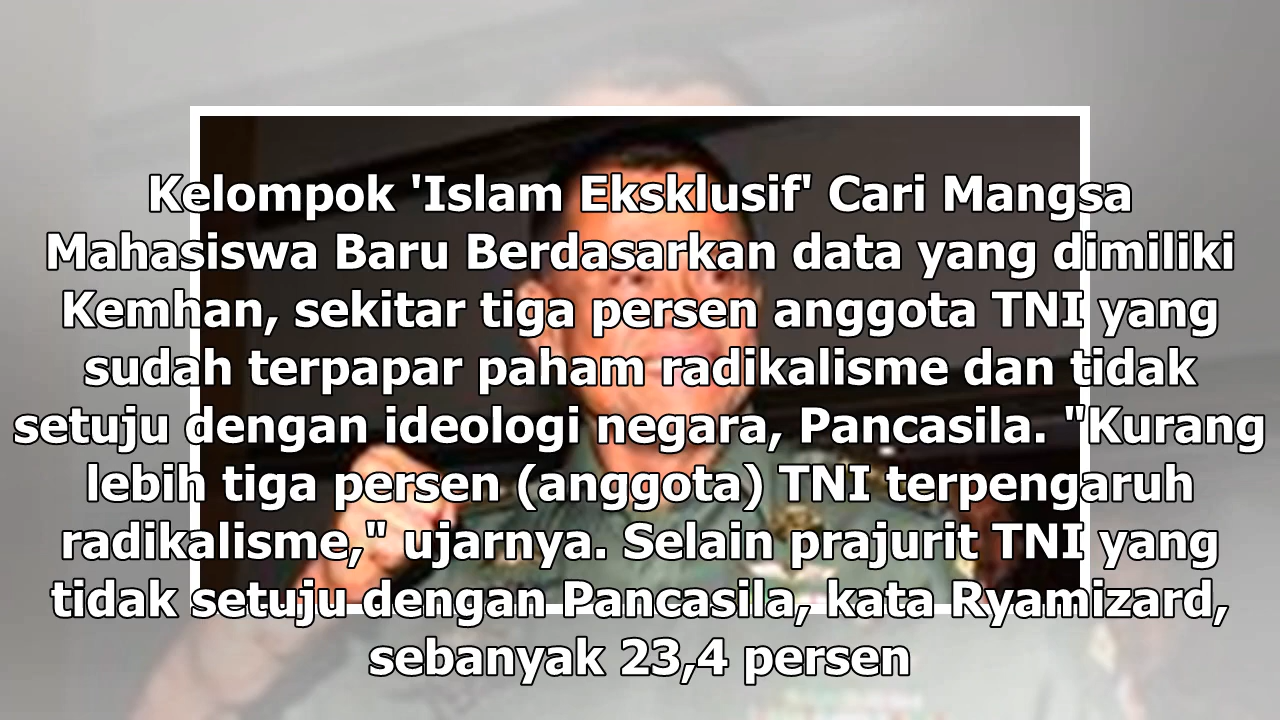 Kelompok 'Islam Eksklusif' Cari Mangsa
Mahasiswa Baru Berdasarkan data yang dimiliki
Kemhan, sekitar tiga persen anggota TNI yang
sudah terpapar paham radikalisme dan tidak
setuju dengan ideologi negara, Pancasila. "Kurang
lebih tiga persen (anggota) TNI terpengaruh
radikalisme," ujarnya. Selain prajurit TNI yang
tidak setuju dengan Pancasila, kata Ryamizard,
sebanyak 23,4 persen